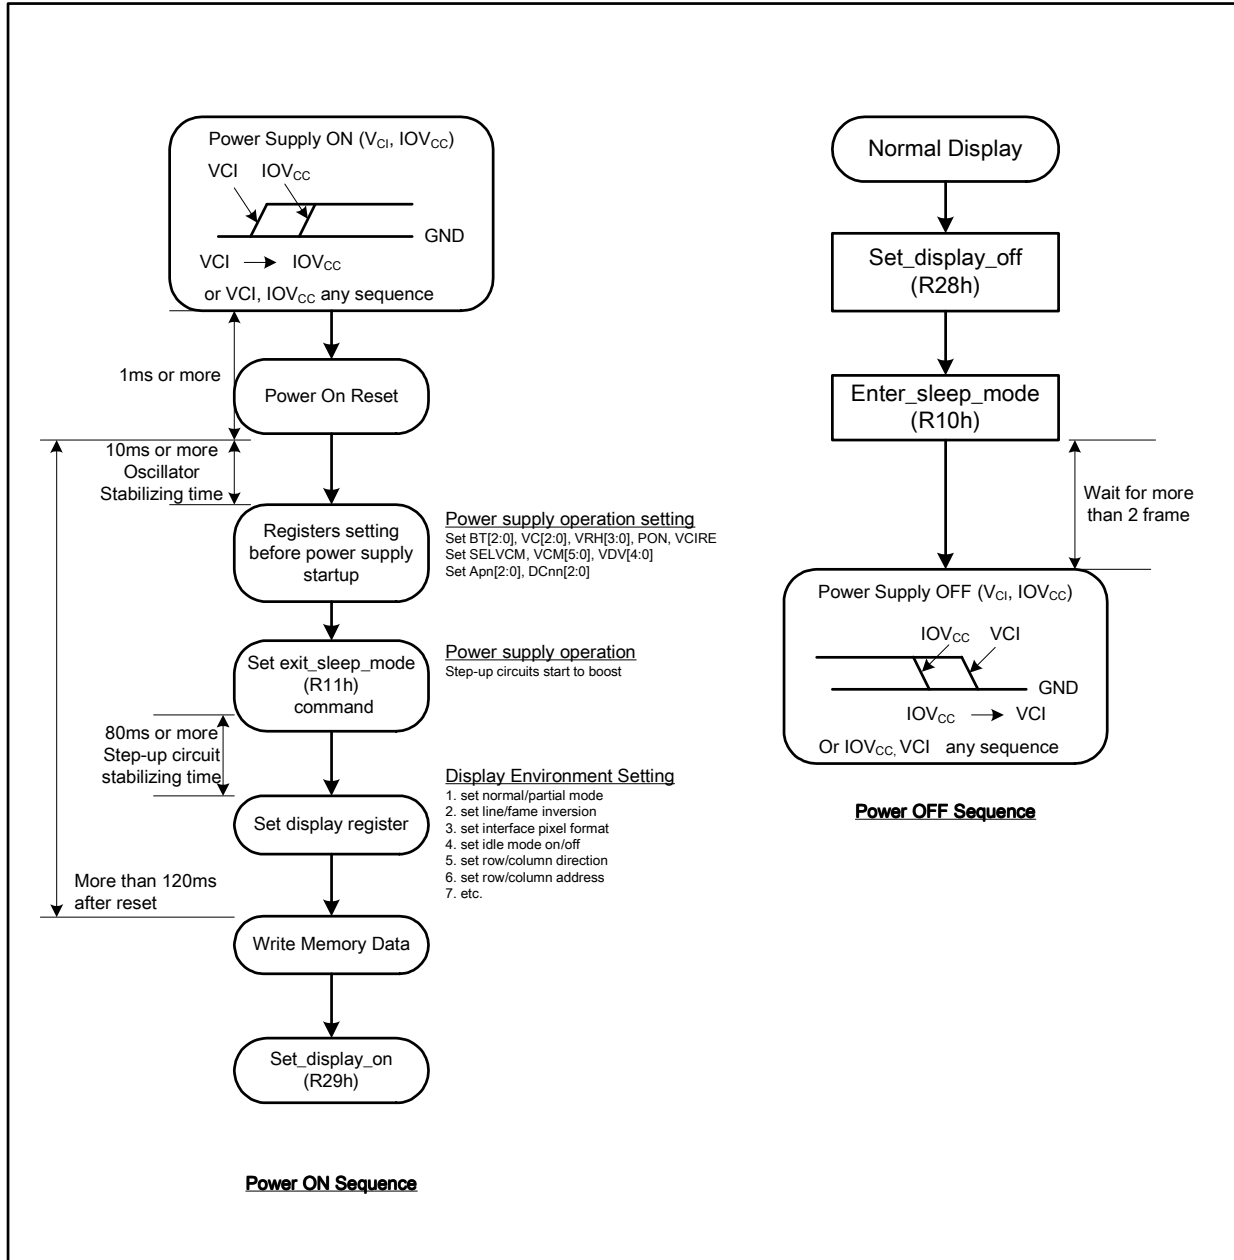 Power Supply ON (VCI, IOVCC)
VCI IOVCC
GND
VCI IOVCC
or VCI, IOVCC any sequence
1ms or more
Power On Reset
10ms or more
Oscillator
Stabilizing time
Registers setting
before power supply
startup
Power supply operation setting
Set BT[2:0], VC[2:0], VRH[3:0], PON, VCIRE
Set SELVCM, VCM[5:0], VDV[4:0]
Set Apn[2:0], DCnn[2:0]
Set exit_sleep_mode
(R11h)
command
Power supply operation
Step-up circuits start to boost
80ms or more
Step-up circuit
stabilizing time
Set display register
Display Environment Setting
1. set normal/partial mode
2. set line/fame inversion
3. set interface pixel format
4. set idle mode on/off
5. set row/column direction
6. set row/column address
7. etc.
More than 120ms
after reset
Write Memory Data
Set_display_on
(R29h)
Power ON Sequence
Normal Display
Set_display_off
(R28h)
Enter_sleep_mode
(R10h)
Wait for more
than 2 frame
Power Supply OFF (VCI, IOVCC)
IOVCC VCI
GND
IOVCC VCI
Or IOVCC, VCI any sequence
Power OFF Sequence